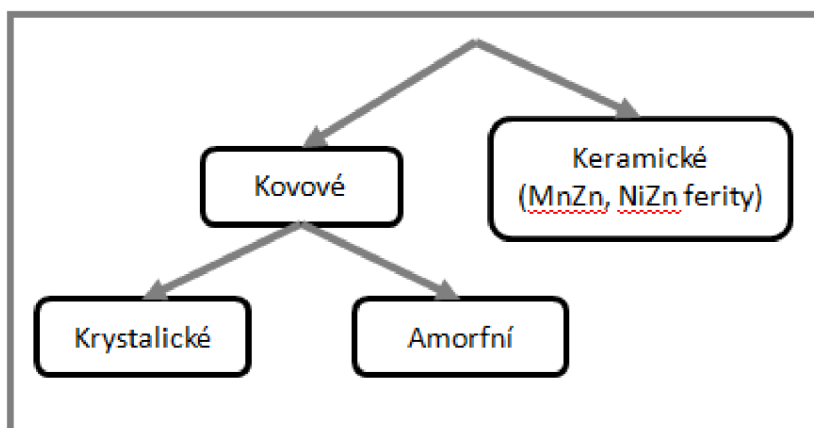 Keramické
(MnZn, NiZn ferity)
Kovové
Krystalické
Amorfní